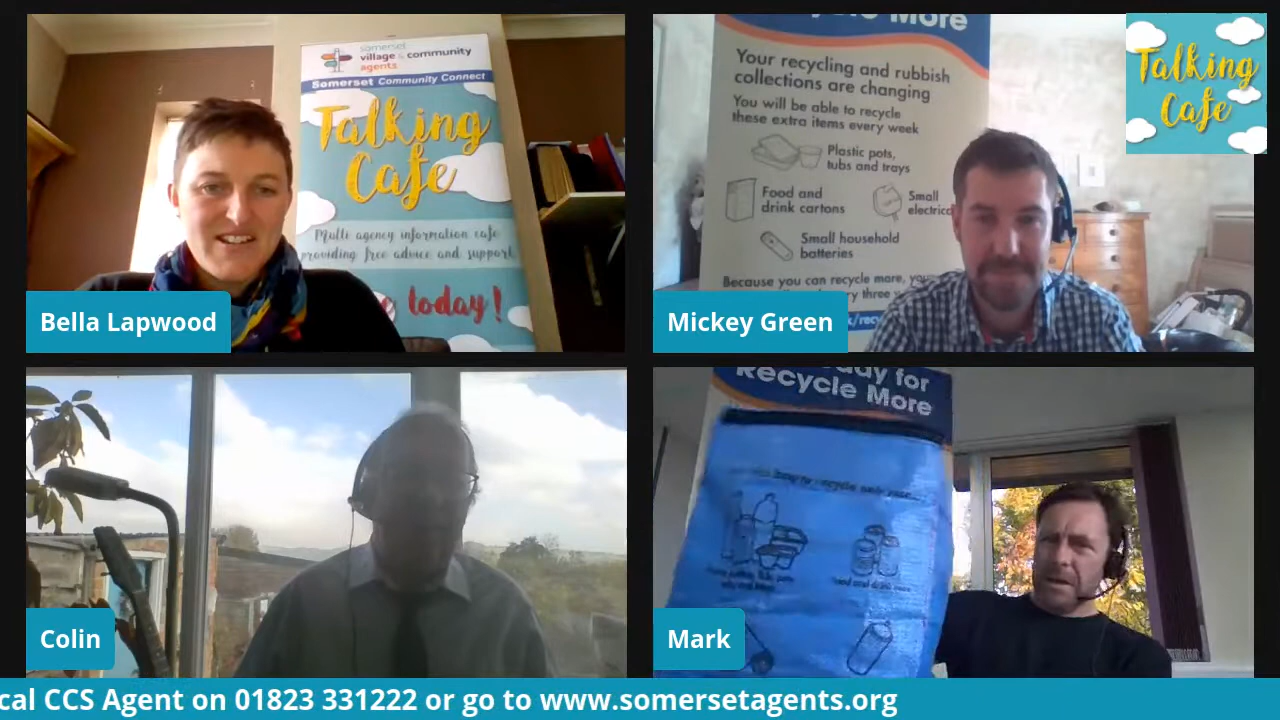 somerset
village & community
agents
Somerset Community Connect
Talking
Cafe
Multi agency information cafe
providing free advice and support
today!
Bella Lapwood
More
Your recycling and rubbish
collections are changing
You will be able to recycle
these extra items every week
Plastic pots,
tubs and trays
Food and
drink cartons
Small
Small household
batteries
Because you can recycle more,
three
Mickey Green
Talking
Cafe
Colin
for
Recycle More
Mark
CCS Agent on 01823 331222 or go to www.somersetagents.org